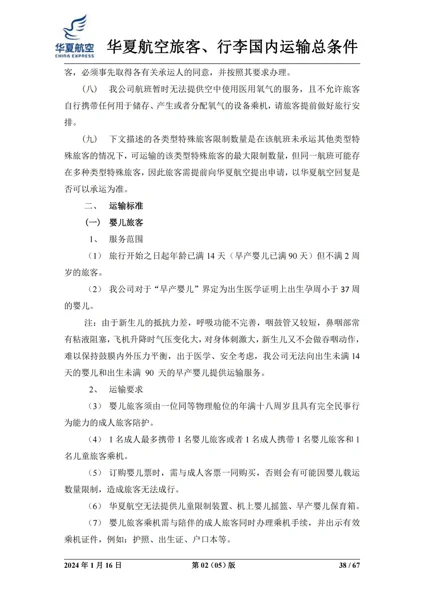 华夏航空
CHINA EXPRESS
华夏航空旅客、行李国内运输总条件
客，必须事先取得各有关承运人的同意，并按照其要求办理。
（八） 我公司航班暂时无法提供空中使用医用氧气的服务，且不允许旅客
自行携带任何用于储存、产生或者分配氧气的设备乘机，请旅客提前做好旅行安
排。
（九） 下文描述的各类型特殊旅客限制数量是在该航班未承运其他类型特
殊旅客的情况下，可运输的该类型特殊旅客的最大限制数量，但同一航班可能存
在多种类型特殊旅客，因此旅客需提前向华夏航空提出申请，以华夏航空回复是
否可以承运为准。
二、 运输标准
（一） 婴儿旅客
1、 服务范围
（1） 旅行开始之日起年龄已满 14 天（早产婴儿已满 90 天）但不满 2 周
岁的旅客。
（2） 我公司对于“早产婴儿”界定为出生医学证明上出生孕周小于 37 周
的婴儿。
注：由于新生儿的抵抗力差，呼吸功能不完善，咽鼓管又较短，鼻咽部常
有粘液阻塞，飞机升降时气压变化大，对身体刺激大，新生儿又不会做吞咽动作，
难以保持鼓膜内外压力平衡，出于医学、安全考虑，我公司无法向出生未满 14
天的婴儿和出生未满 90 天的早产婴儿提供运输服务。
2、 运输要求
（3） 婴儿旅客须由一位同等物理舱位的年满十八周岁且具有完全民事行
为能力的成人旅客陪护。
（4） 1 名成人最多携带 1 名婴儿旅客或者 1 名成人携带 1 名婴儿旅客和 1
名儿童旅客乘机。
（5） 订购婴儿票时，需与成人客票一同购买，否则会有可能因婴儿载运
数量限制，造成旅客无法成行。
（6） 华夏航空无法提供儿童限制装置、机上婴儿摇篮、早产婴儿保育箱。
（7） 婴儿旅客乘机需与陪伴的成人旅客同时办理乘机手续，并出示有效
乘机证件，例如：护照、出生证、户口本等。
2024 年 1 月 16 日 第 02（05）版 38 / 67